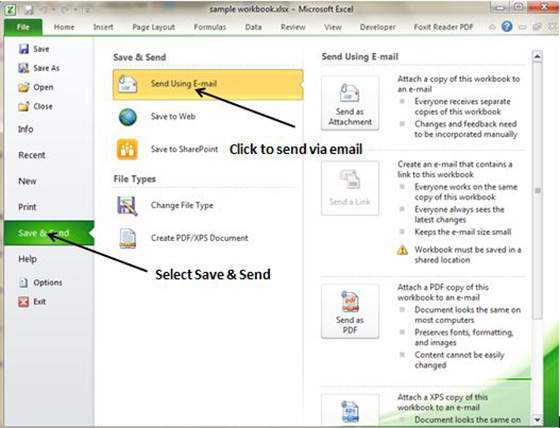 sample workbook.xlsx - Microsoft Excel
File Home Insert Page Layout Formulas Data Review View Developer Foxit Reader PDF
Save
Save As
Open
Close
Info
Recent
New
Print
Save & Send
Help
Options
Exit
Save & Send
Send Using E-mail
Save to Web
Save to SharePoint
File Types
Change File Type
Create PDF/XPS Document
Click to send via email
Select Save & Send
Send Using E-mail
Send as
Attachment
Attach a copy of this workbook to
an e-mail
Everyone receives separate
copies of this workbook
Changes and feedback need
to be incorporated manually
Send a Link
Create an e-mail that contains a
link to this workbook
Everyone works on the same
copy of this workbook
Everyone always sees the
latest changes
Keeps the e-mail size small
Workbook must be saved in a
shared location
Send as
PDF
Attach a PDF copy of this
workbook to an e-mail
Document looks the same on
most computers
Preserves fonts, formatting,
and images
Content cannot be easily
changed
XPS
Attach a XPS copy of this
workbook to an e-mail
Document looks the same on